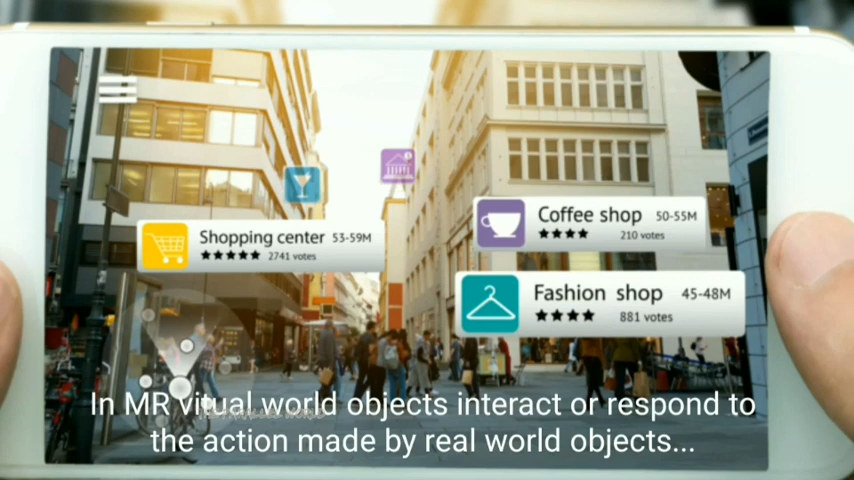 Shopping center 53-59M
★★★★★ 2741 votes
Coffee shop 50-55M
★★★★ 210 votes
Fashion shop 45-48M
★★★★ 881 votes
In MR vitual world objects interact or respond to
the action made by real world objects...